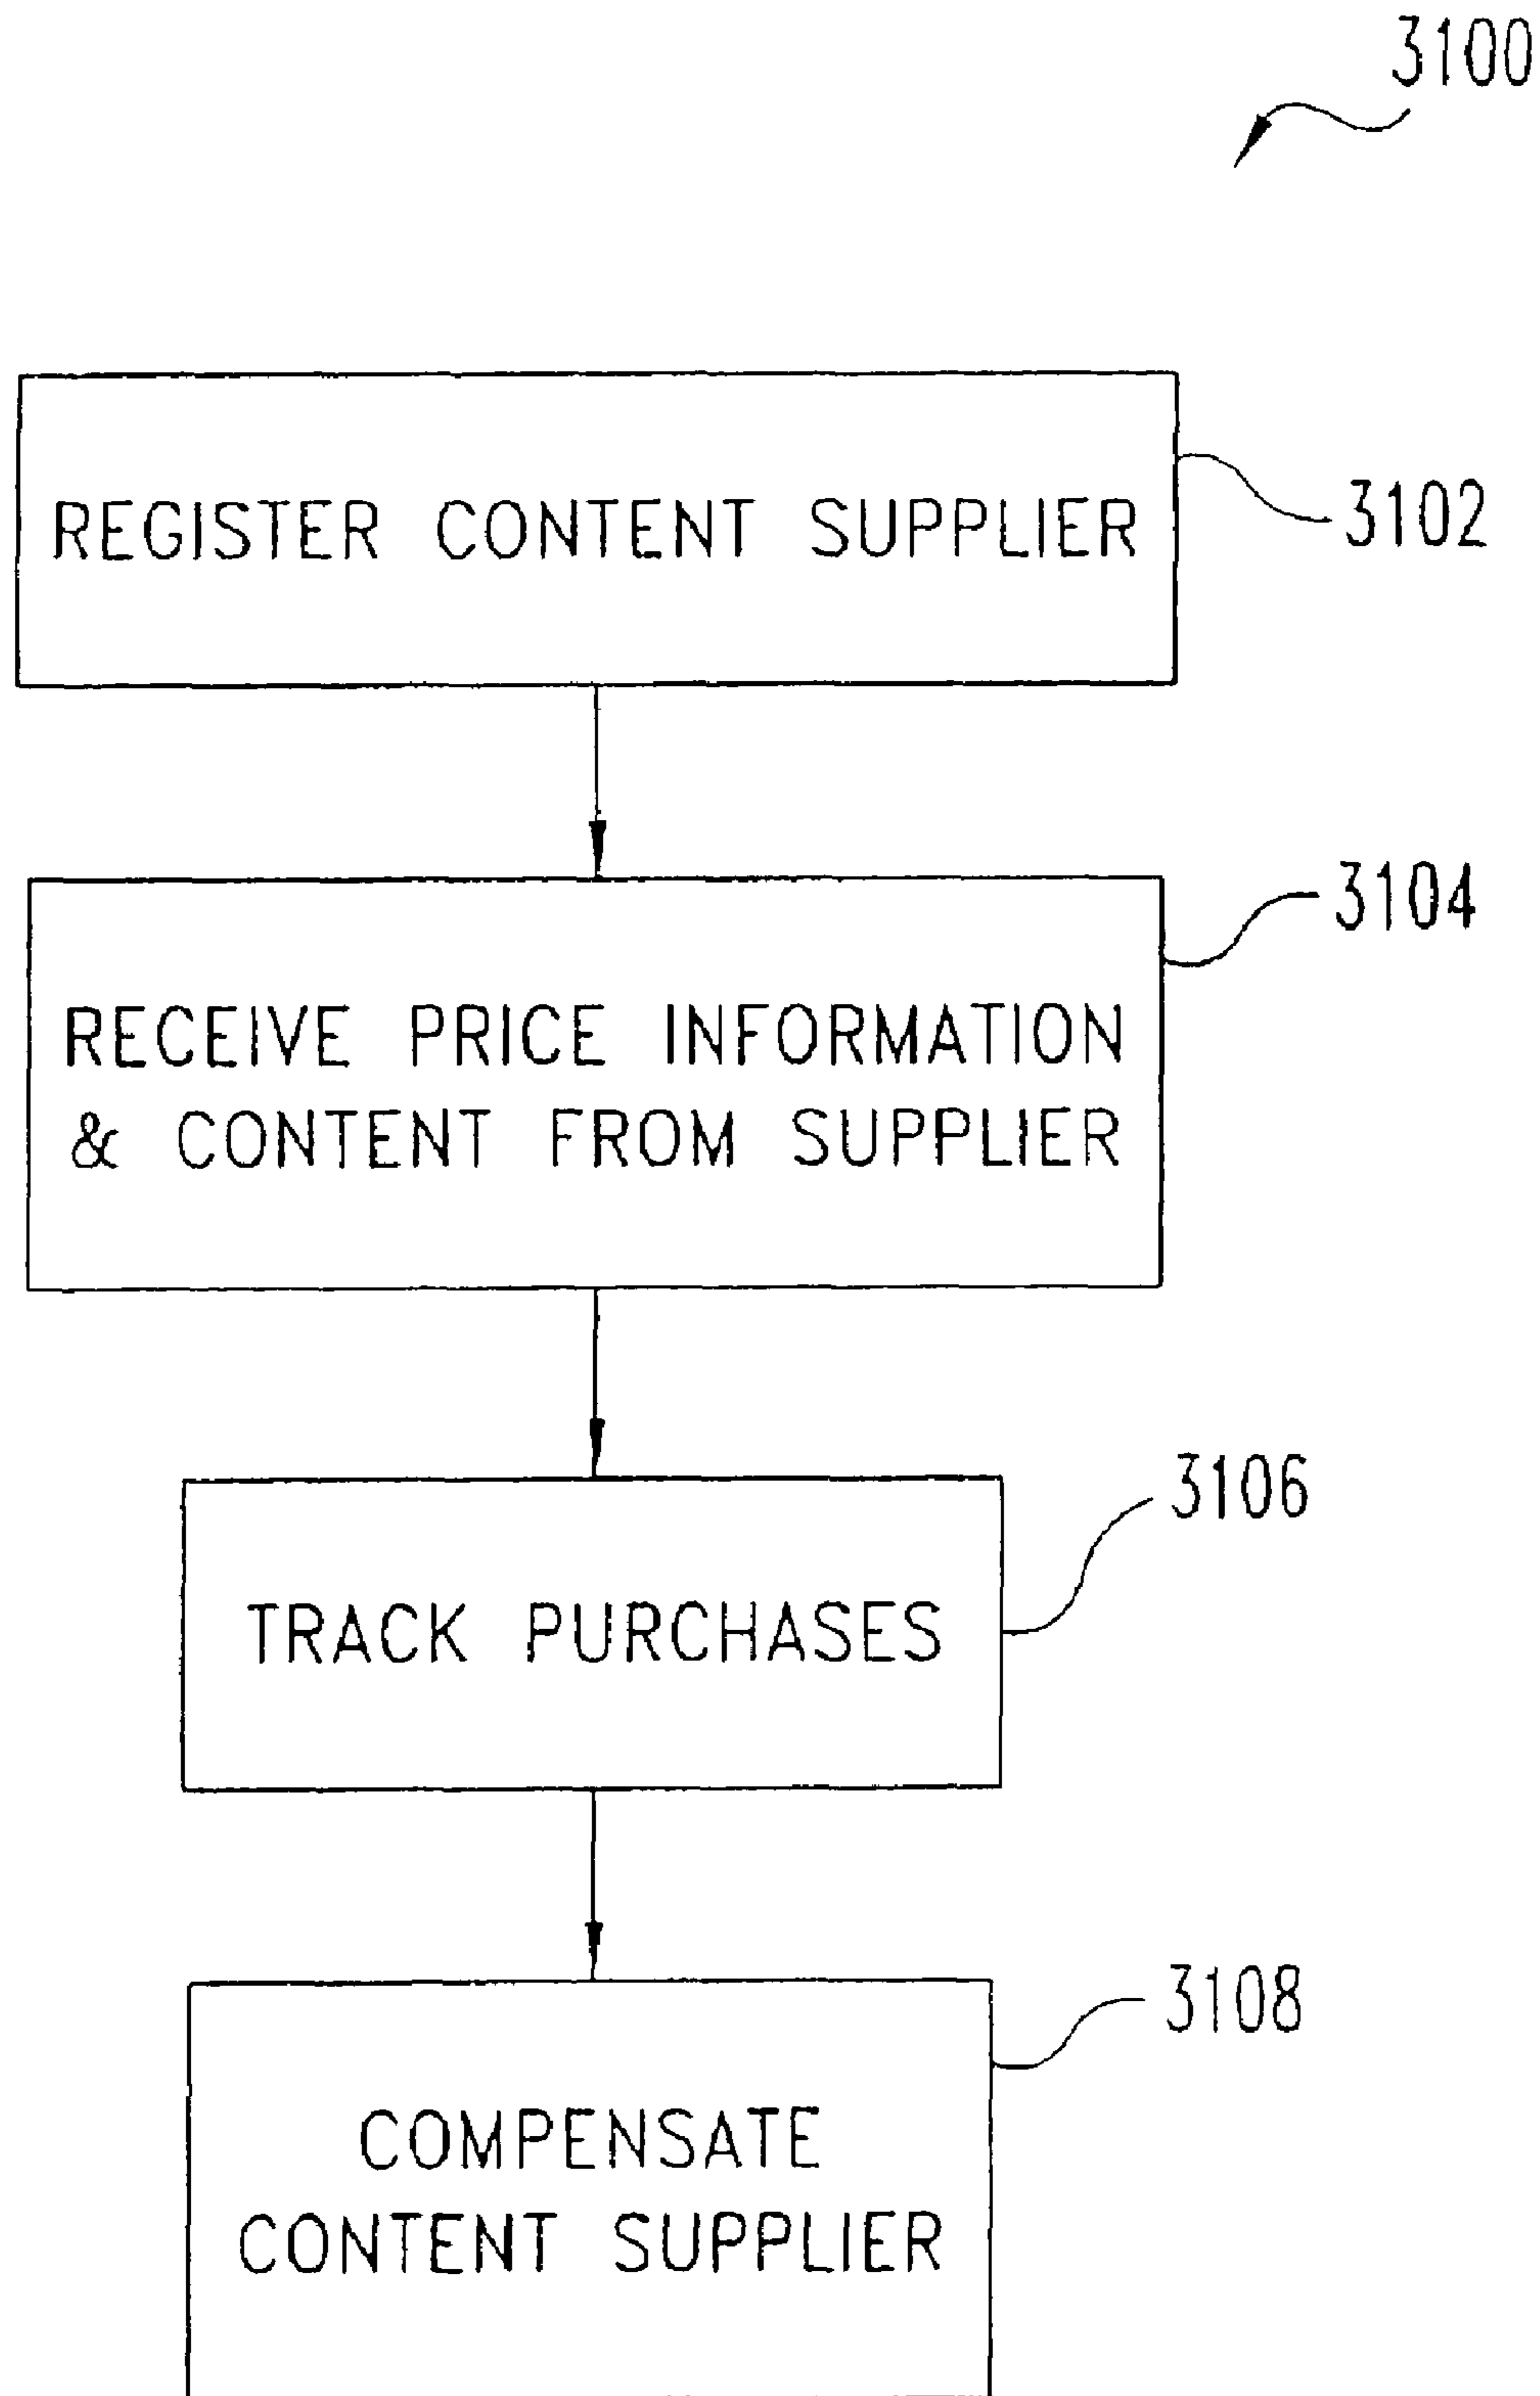 3100
REGISTER CONTENT SUPPLIER
3102
3104
RECEIVE PRICE INFORMATION
& CONTENT FROM SUPPLIER
3106
TRACK PURCHASES
3108
COMPENSATE
CONTENT SUPPLIER